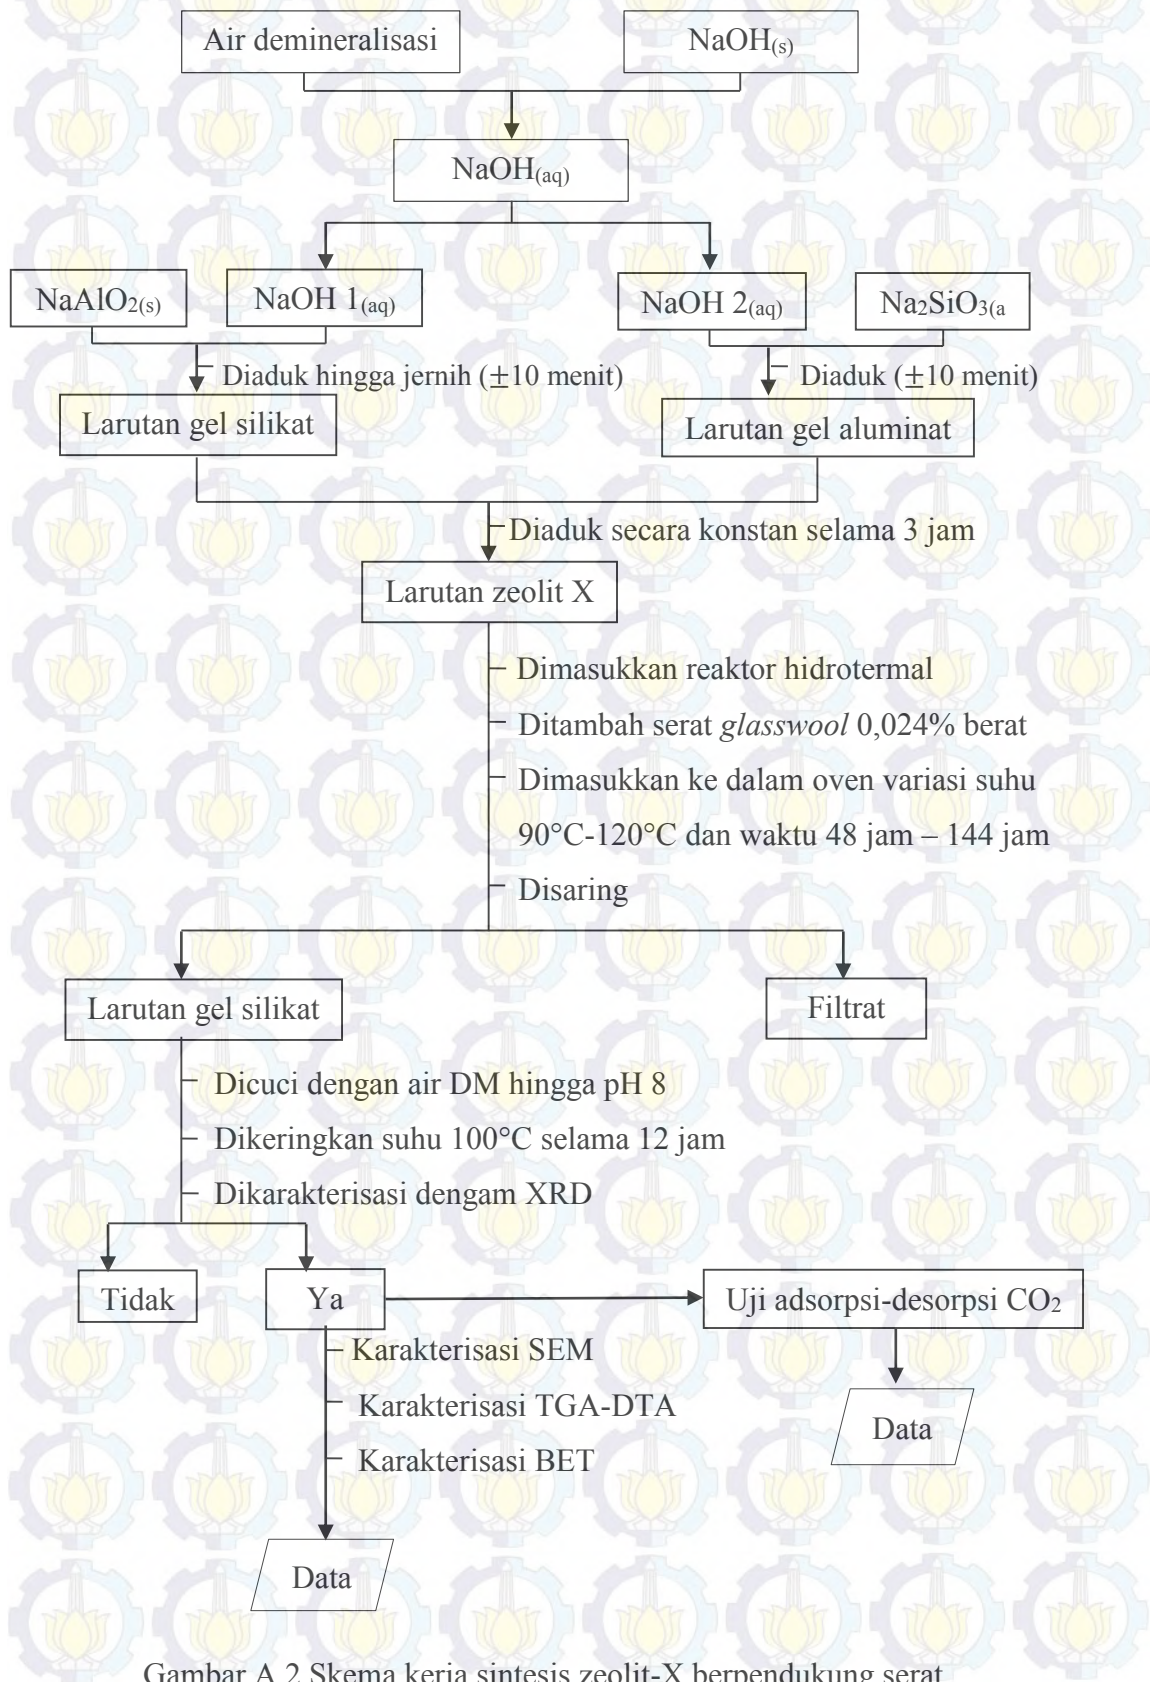 Air demineralisasi
NaOH(s)
NaOH(aq)
NaAlO2(s)
NaOH 1(aq)
NaOH 2(aq)
Na2SiO3(a
Diaduk hingga jernih (±10 menit)
Diaduk (±10 menit)
Larutan gel silikat
Larutan gel aluminat
Diaduk secara konstan selama 3 jam
Larutan zeolit X
Dimasukkan reaktor hidrotermal
Ditambah serat glasswool 0,024% berat
Dimasukkan ke dalam oven variasi suhu
90°C-120°C dan waktu 48 jam – 144 jam
Disaring
Larutan gel silikat
Filtrat
Dicuci dengan air DM hingga pH 8
Dikeringkan suhu 100°C selama 12 jam
Dikarakterisasi dengam XRD
Tidak
Ya
Uji adsorpsi-desorpsi CO2
Karakterisasi SEM
Karakterisasi TGA-DTA
Karakterisasi BET
Data
Data
Gambar A.2 Skema kerja sintesis zeolit-X berpendukung serat